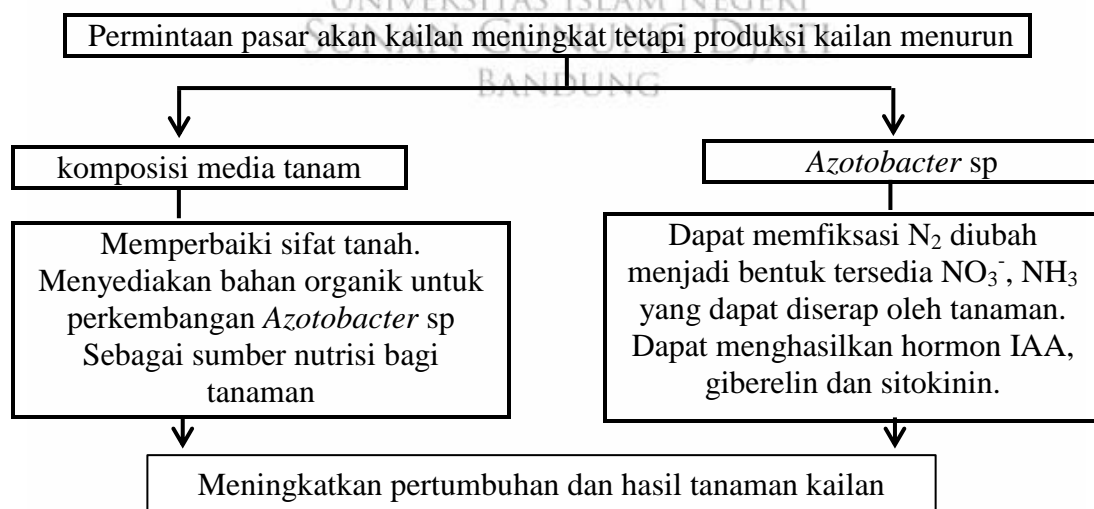 UNIVERSITAS ISLAM NEGERI
SUNAN GUNUNG DJATI
BANDUNG
Permintaan pasar akan kailan meningkat tetapi produksi kailan menurun
komposisi media tanam
Memperbaiki sifat tanah.
Menyediakan bahan organik untuk
perkembangan Azotobacter sp
Sebagai sumber nutrisi bagi
tanaman
Azotobacter sp
Dapat memfiksasi N₂ diubah
menjadi bentuk tersedia NO₃⁻, NH₃
yang dapat diserap oleh tanaman.
Dapat menghasilkan hormon IAA,
giberelin dan sitokinin.
Meningkatkan pertumbuhan dan hasil tanaman kailan